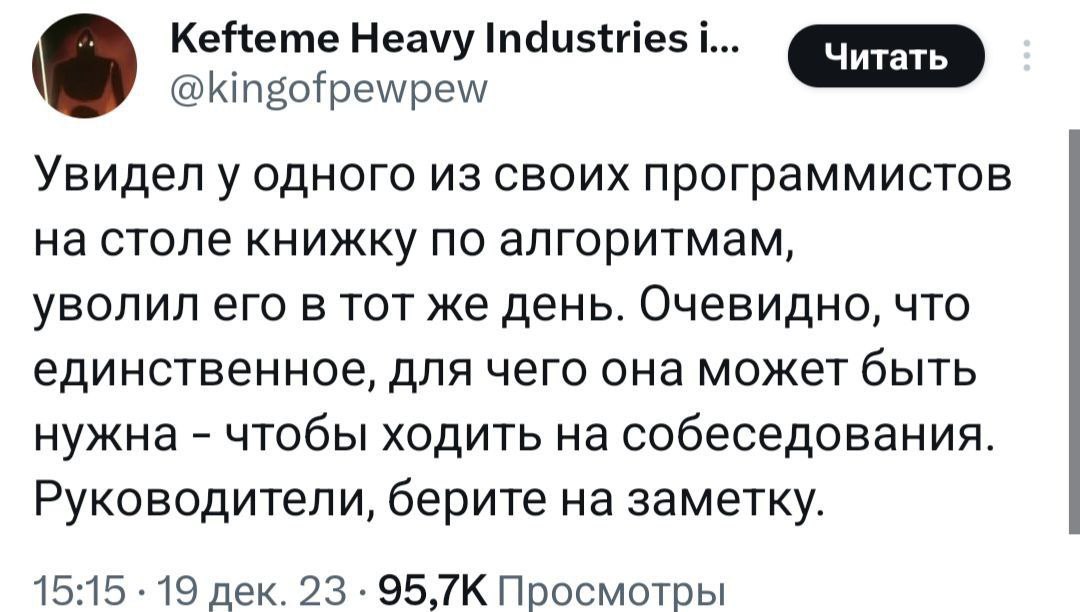 Kefteme Heavy Industries i...
Читать
@kingofpewpew
Увидел у одного из своих программистов
на столе книжку по алгоритмам,
уволил его в тот же день. Очевидно, что
единственное, для чего она может быть
нужна - чтобы ходить на собеседования.
Руководители, берите на заметку.
15:15 · 19 дек. 23 · 95,7K Просмотры